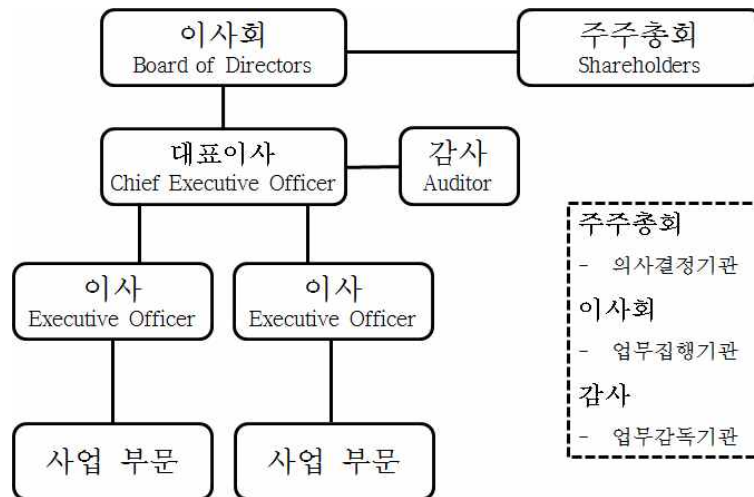 이사회
Board of Directors
주주총회
Shareholders
대표이사
Chief Executive Officer
감사
Auditor
이사
Executive Officer
이사
Executive Officer
사업 부문
사업 부문
주주총회
- 의사결정기관
이사회
- 업무집행기관
감사
- 업무감독기관